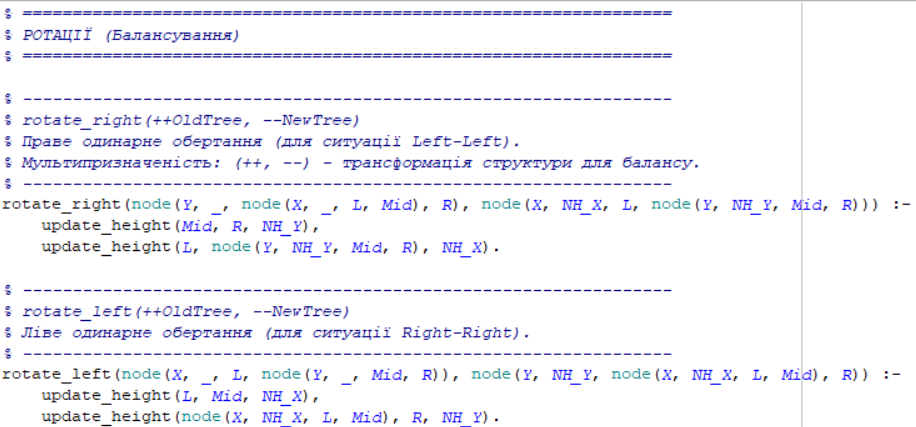 % =================================================================
% РОТАЦІЇ (Балансування)
% =================================================================
% -----------------------------------------------------------------
% rotate_right(++OldTree, --NewTree)
% Праве одинарне обертання (для ситуації Left-Left).
% Мультипризначеність: (++, --) - трансформація структури для балансу.
% -----------------------------------------------------------------
rotate_right(node(Y, _, node(X, _, L, Mid), R), node(X, NH_X, L, node(Y, NH_Y, Mid, R))) :-
    update_height(Mid, R, NH_Y),
    update_height(L, node(Y, NH_Y, Mid, R), NH_X).
% -----------------------------------------------------------------
% rotate_left(++OldTree, --NewTree)
% Ліве одинарне обертання (для ситуації Right-Right).
% -----------------------------------------------------------------
rotate_left(node(X, _, L, node(Y, _, Mid, R)), node(Y, NH_Y, node(X, NH_X, L, Mid), R)) :-
    update_height(L, Mid, NH_X),
    update_height(node(X, NH_X, L, Mid), R, NH_Y).